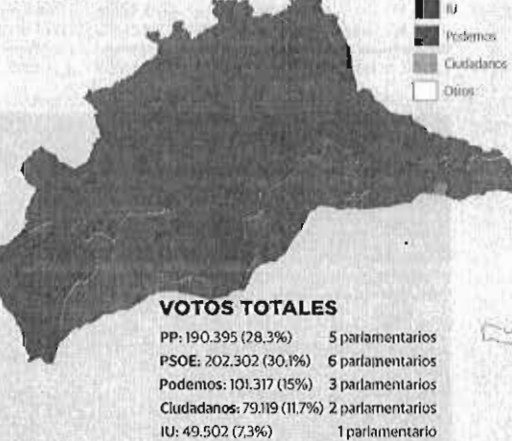 IU
Podemos
Ciudadanos
Otros
VOTOS TOTALES
PP: 190.395 (28,3%) 5 parlamentarios
PSOE: 202.302 (30,1%) 6 parlamentarios
Podemos: 101.317 (15%) 3 parlamentarios
Ciudadanos: 79.119 (11,7%) 2 parlamentarios
IU: 49.502 (7,3%) 1 parlamentario